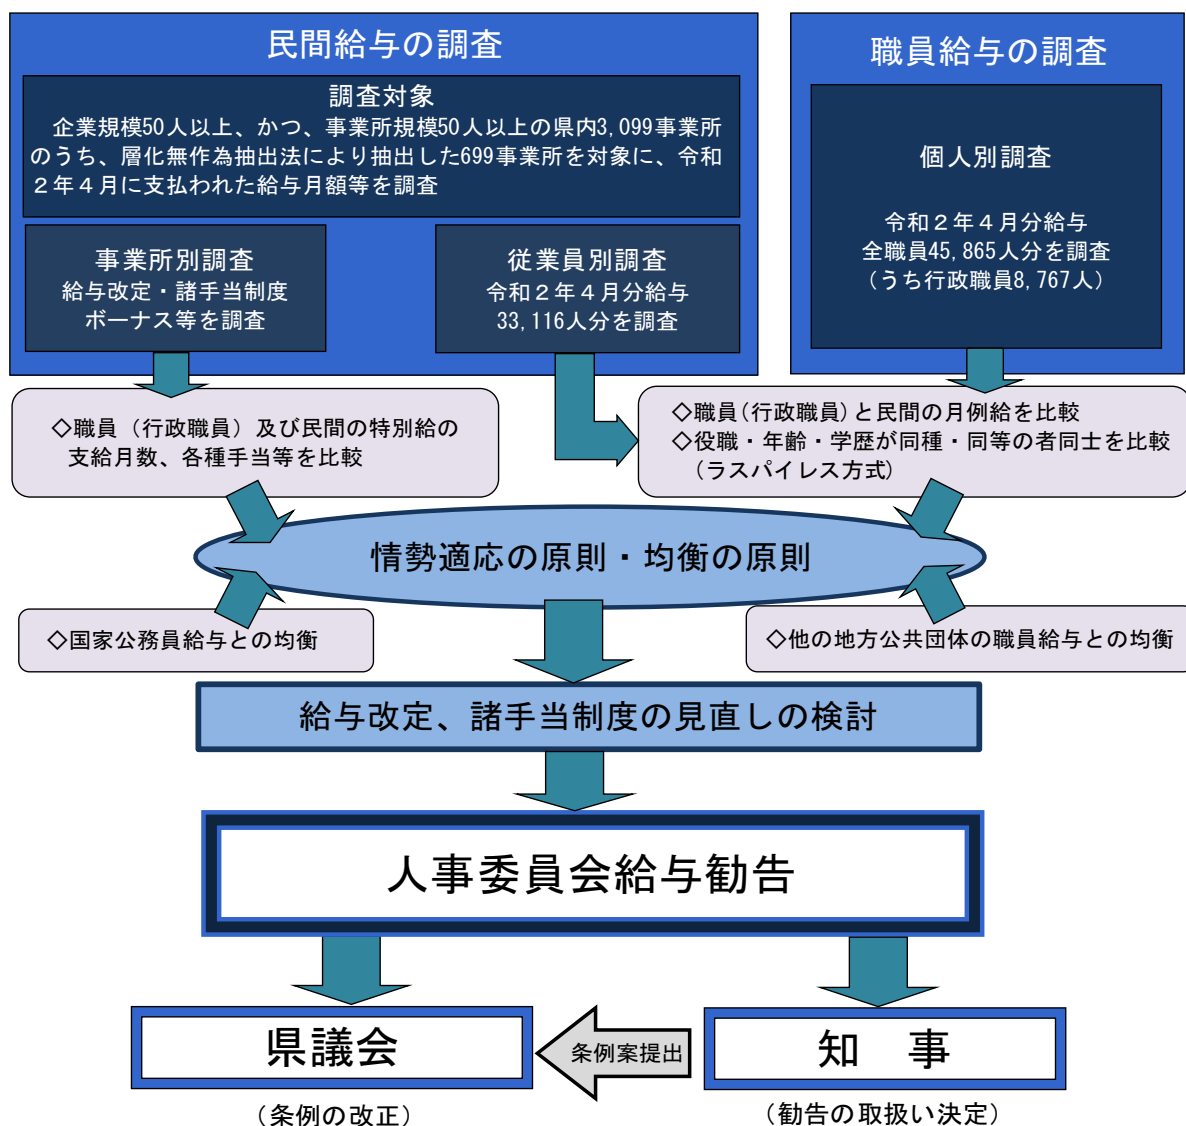 民間給与の調査
調査対象
企業規模50人以上、かつ、事業所規模50人以上の県内3,099事業所
のうち、層化無作為抽出法により抽出した699事業所を対象に、令和
２年４月に支払われた給与月額等を調査
事業所別調査
給与改定・諸手当制度
ボーナス等を調査
従業員別調査
令和２年４月分給与
33,116人分を調査
職員給与の調査
個人別調査
令和２年４月分給与
全職員45,865人分を調査
（うち行政職員8,767人）
◇職員（行政職員）及び民間の特別給の
支給月数、各種手当等を比較
◇職員(行政職員)と民間の月例給を比較
◇役職・年齢・学歴が同種・同等の者同士を比較
（ラスパイレス方式）
情勢適応の原則・均衡の原則
◇国家公務員給与との均衡
◇他の地方公共団体の職員給与との均衡
給与改定、諸手当制度の見直しの検討
人事委員会給与勧告
県議会
条例案提出
知　事
（条例の改正）
（勧告の取扱い決定）